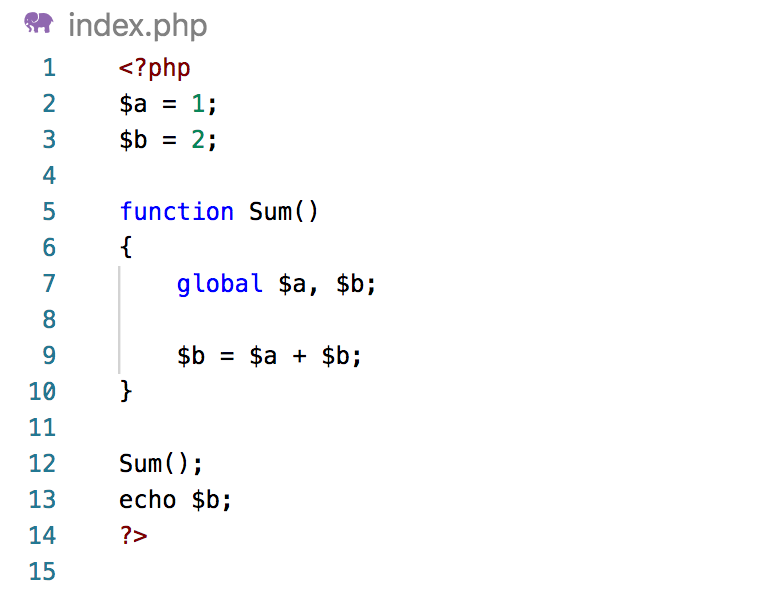 index.php
1 <?php
2 $a = 1;
3 $b = 2;
4
5 function Sum()
6 {
7     global $a, $b;
8
9     $b = $a + $b;
10 }
11
12 Sum();
13 echo $b;
14 ?>
15